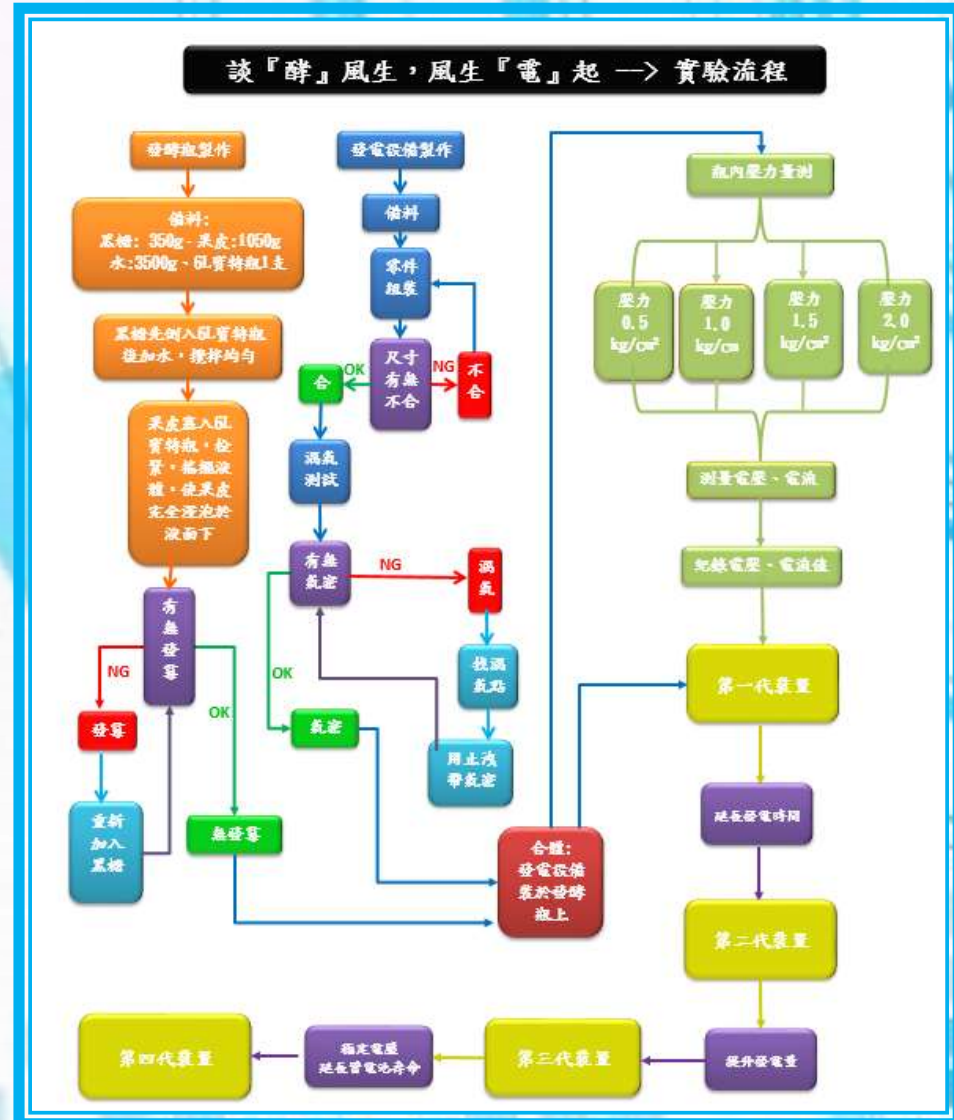 談『酵』風生，風生『電』起 —> 實驗流程
發酵瓶製作
備料:
黑糖: 350g、果皮:1050g
水:3500g、6L寶特瓶1支
黑糖先倒入6L寶特瓶
後加水，攪拌均勻
果皮塞入6L
寶特瓶，拴
緊，搖擺液
體，使果皮
完全浸泡於
液面下
有
無
發
霉
NG
OK
發霉
重新
加入
黑糖
無發霉
發電設備製作
備料
零件
組裝
尺寸
有無
不合
OK
NG
合
不
合
漏氣
測試
有無
氣密
NG
OK
漏
氣
找漏
氣點
用止洩
帶氣密
氣密
合體:
發電設備
裝於發酵
瓶上
瓶內壓力量測
壓力
0.5
kg/cm²
壓力
1.0
kg/cm
壓力
1.5
kg/cm²
壓力
2.0
kg/cm²
測量電壓、電流
紀錄電壓、電流值
第一代裝置
延長發電時間
第二代裝置
提升發電量
第三代裝置
穩定電壓
延長蓄電池存命
第四代裝置